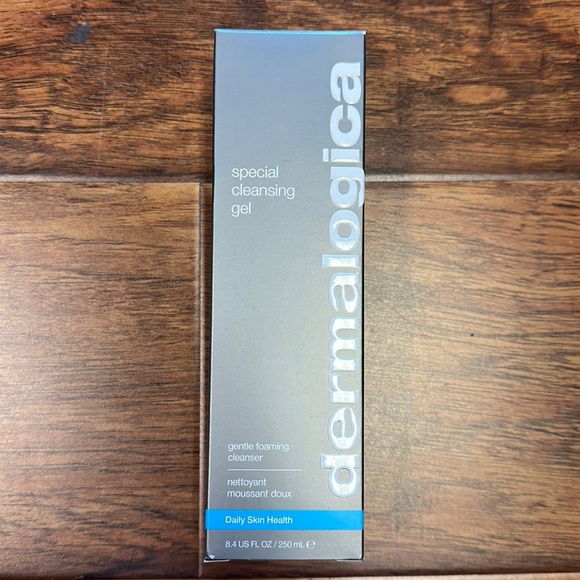 special
cleansing
gel
dermalogica
gentle foaming
cleanser
nettoyant
moussant doux
Daily Skin Health
8.4 US FL OZ / 250 mL ℮